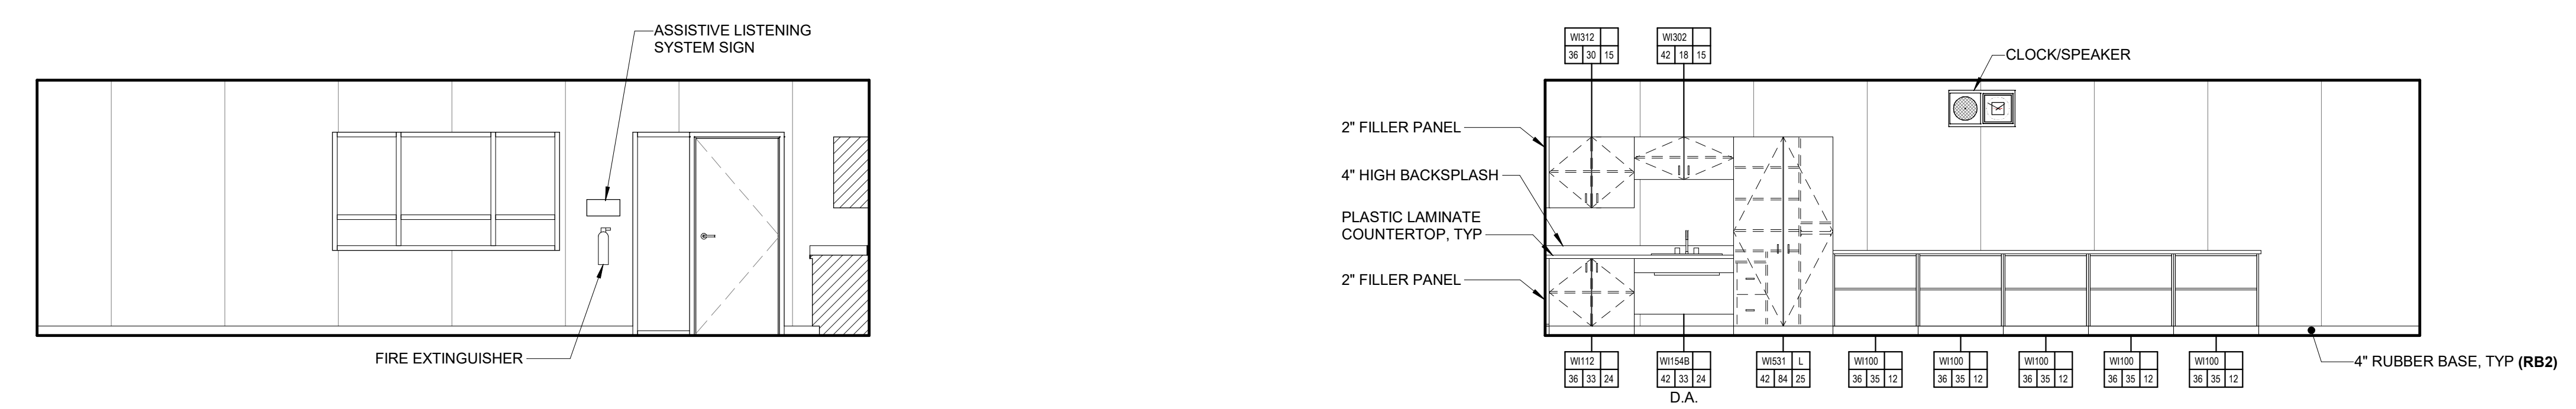 ASSISTIVE LISTENING
SYSTEM SIGN
FIRE EXTINGUISHER
WI312
36 30 15
WI302
42 18 15
CLOCK/SPEAKER
2" FILLER PANEL
4" HIGH BACKSPLASH
PLASTIC LAMINATE
COUNTERTOP, TYP
2" FILLER PANEL
WI112
36 33 24
WI154B
42 33 24
D.A.
WI531 L
42 84 25
WI100
36 35 12
WI100
36 35 12
WI100
36 35 12
WI100
36 35 12
WI100
36 35 12
4" RUBBER BASE, TYP (RB2)